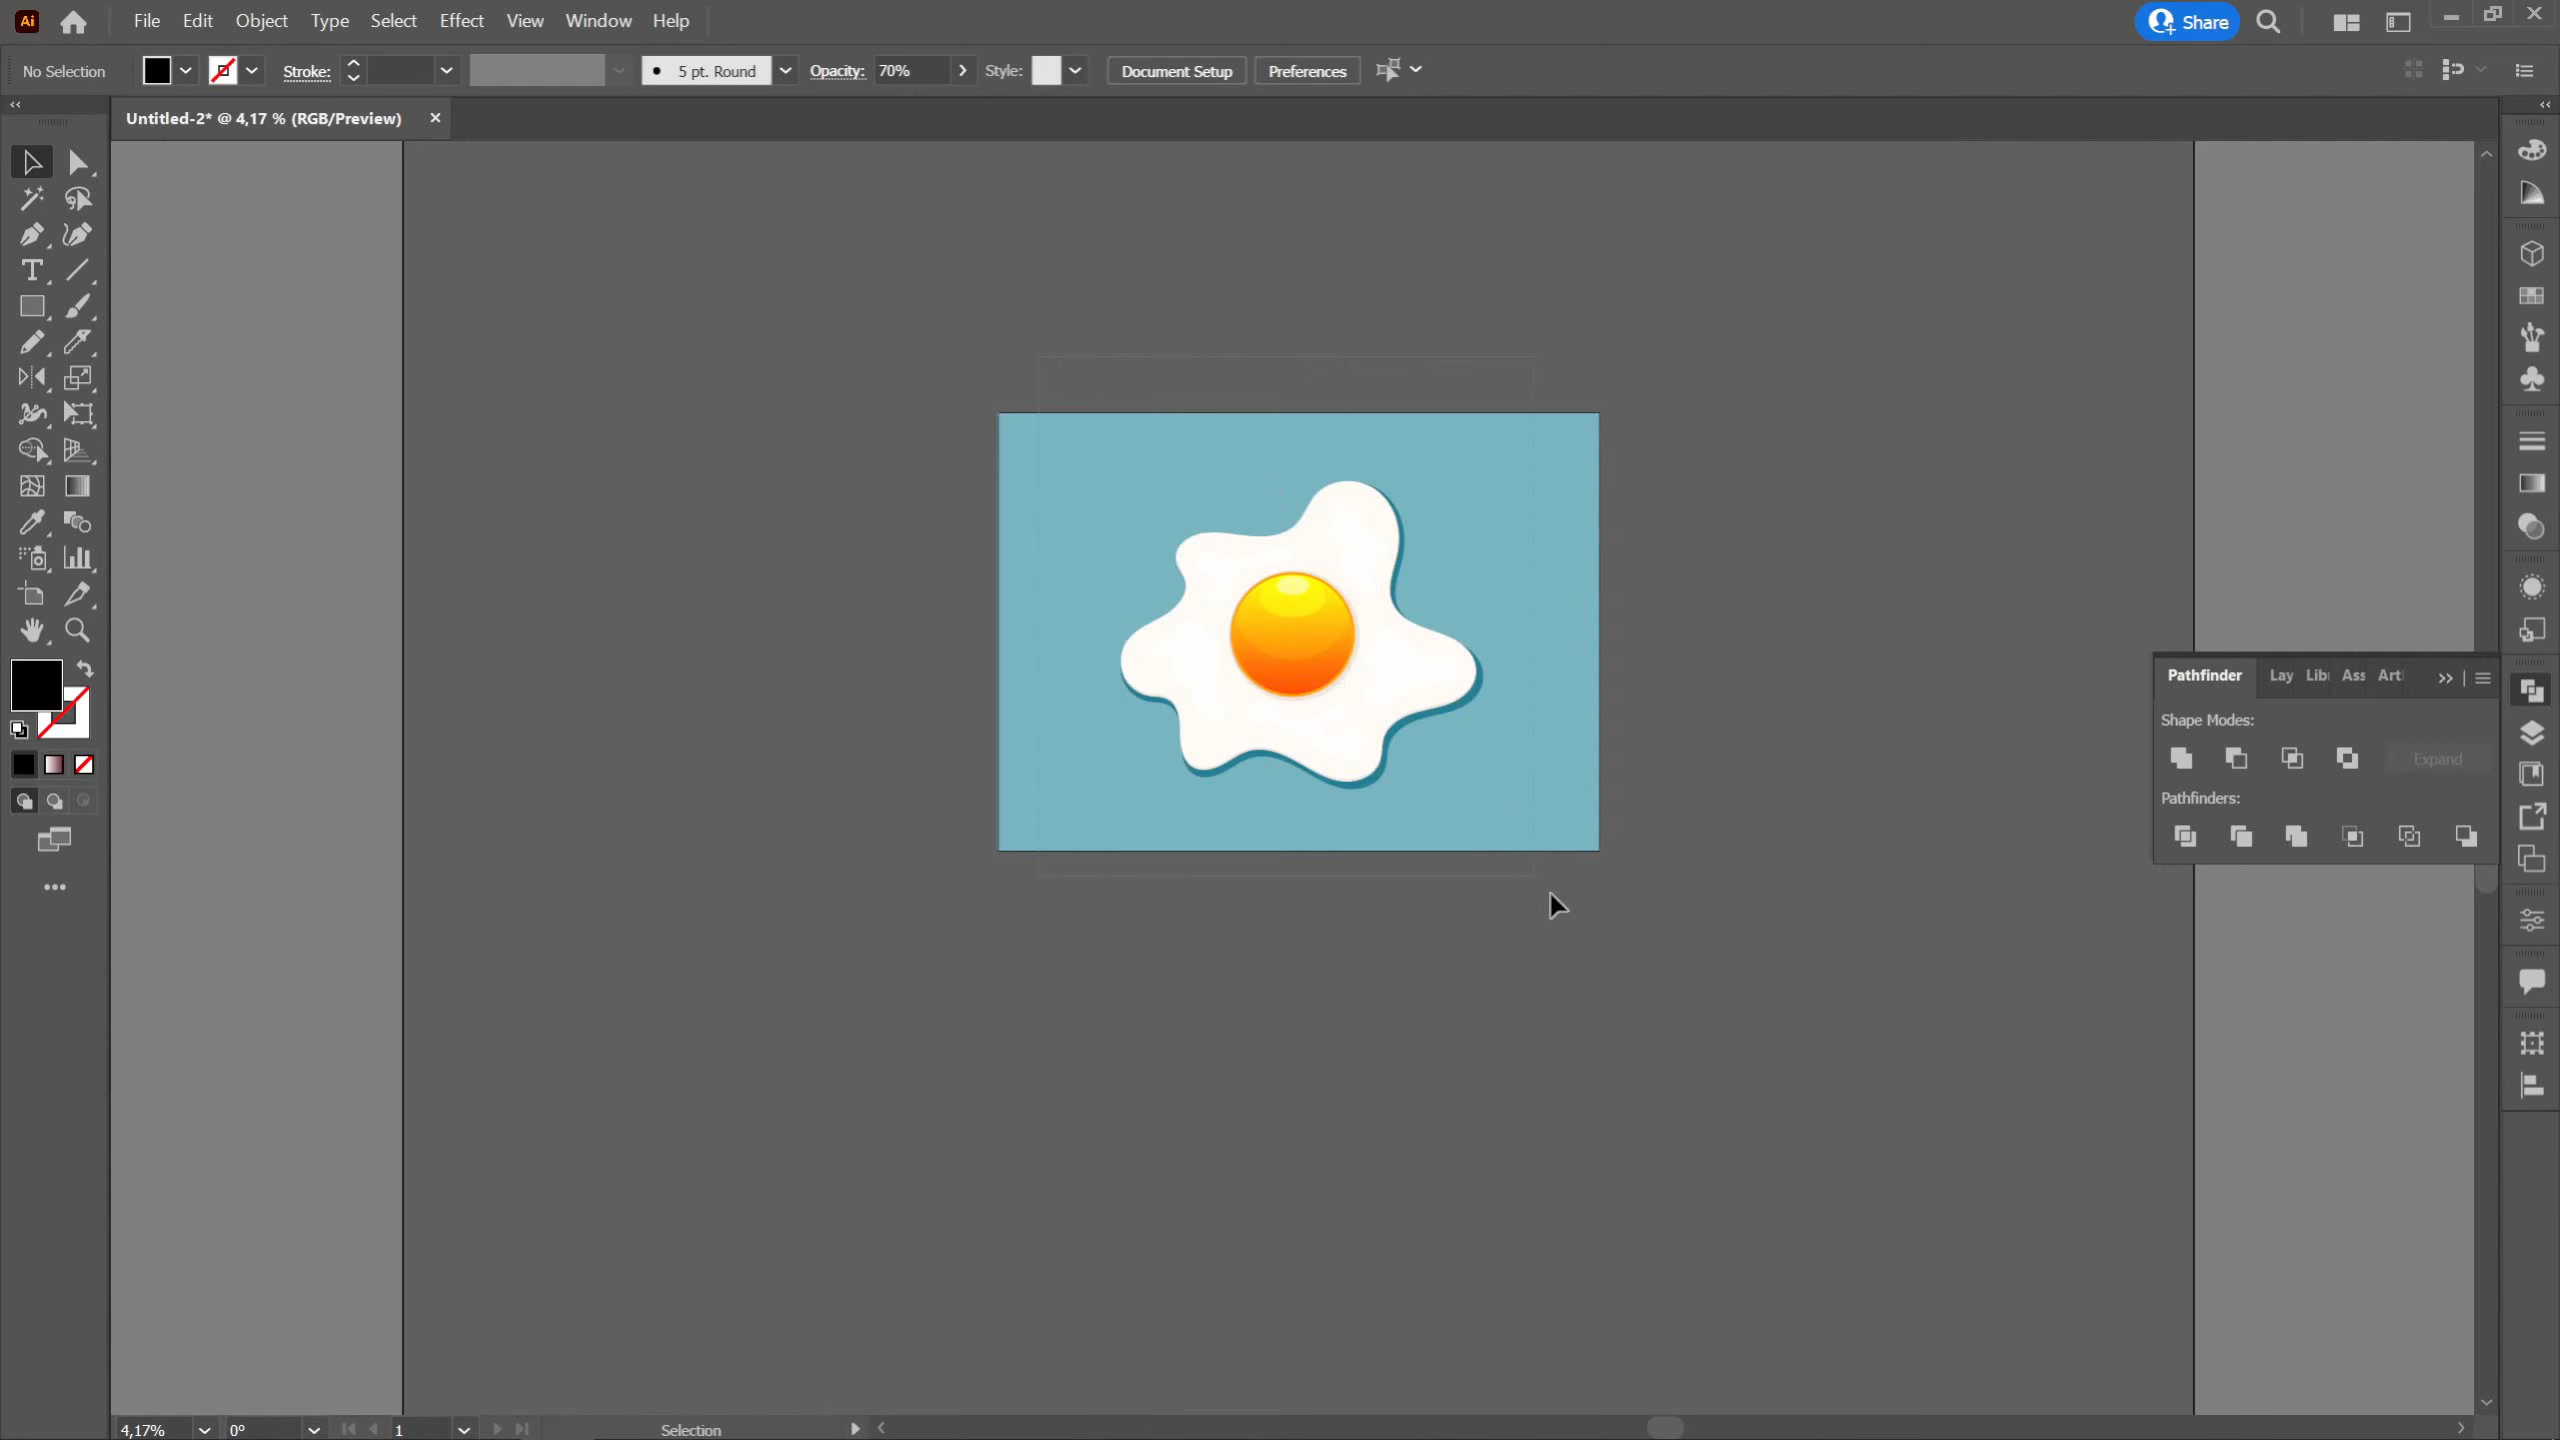 Ai File Edit Object Type Select Effect View Window Help Share
No Selection Stroke: 5 pt. Round Opacity: 70% Style: Document Setup Preferences
Untitled-2* @ 4,17 % (RGB/Preview)
Pathfinder Lay Lib Ass Art
Shape Modes:
Expand
Pathfinders:
4,17% 0° 1 Selection